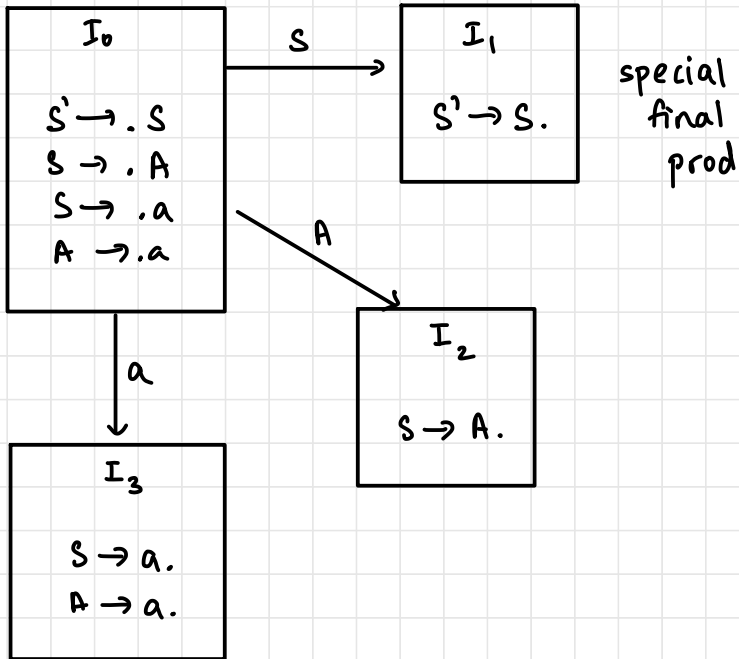 I₀
S' → . S
S → . A
S → . a
A → . a
S
I₁
S' → S.
special
final
prod
A
I₂
S → A.
a
I₃
S → a.
A → a.